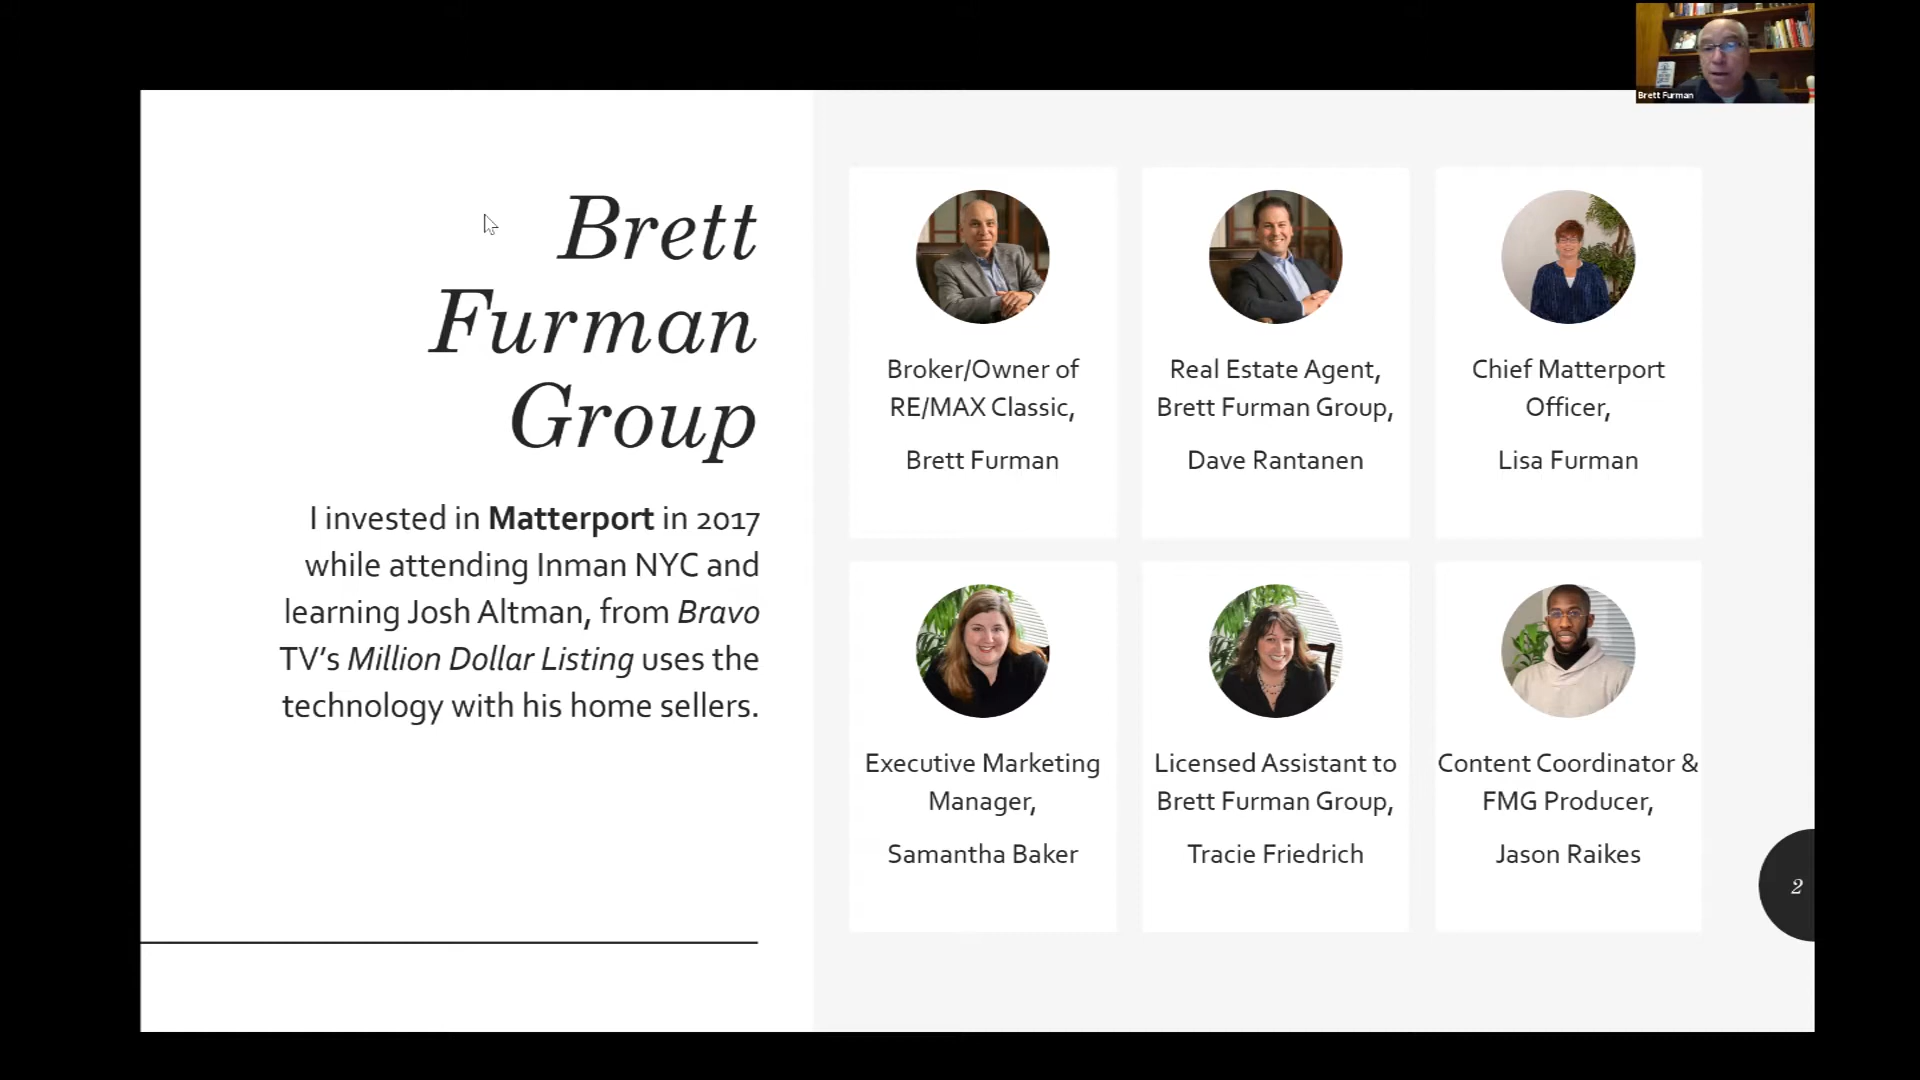 Brett Furman
Brett
Furman
Group
I invested in Matterport in 2017
while attending Inman NYC and
learning Josh Altman, from Bravo
TV's Million Dollar Listing uses the
technology with his home sellers.
Broker/Owner of
RE/MAX Classic,
Brett Furman
Real Estate Agent,
Brett Furman Group,
Dave Rantanen
Chief Matterport
Officer,
Lisa Furman
Executive Marketing
Manager,
Samantha Baker
Licensed Assistant to
Brett Furman Group,
Tracie Friedrich
Content Coordinator &
FMG Producer,
Jason Raikes
2